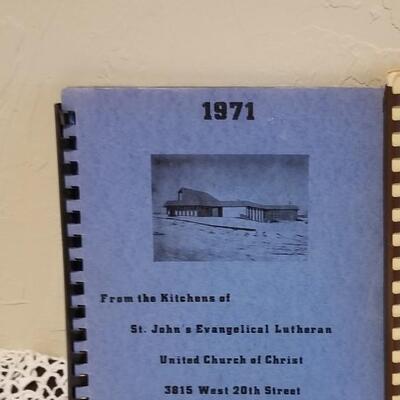 1971
From the Kitchens of
St. John's Evangelical Lutheran
United Church of Christ
3815 West 20th Street